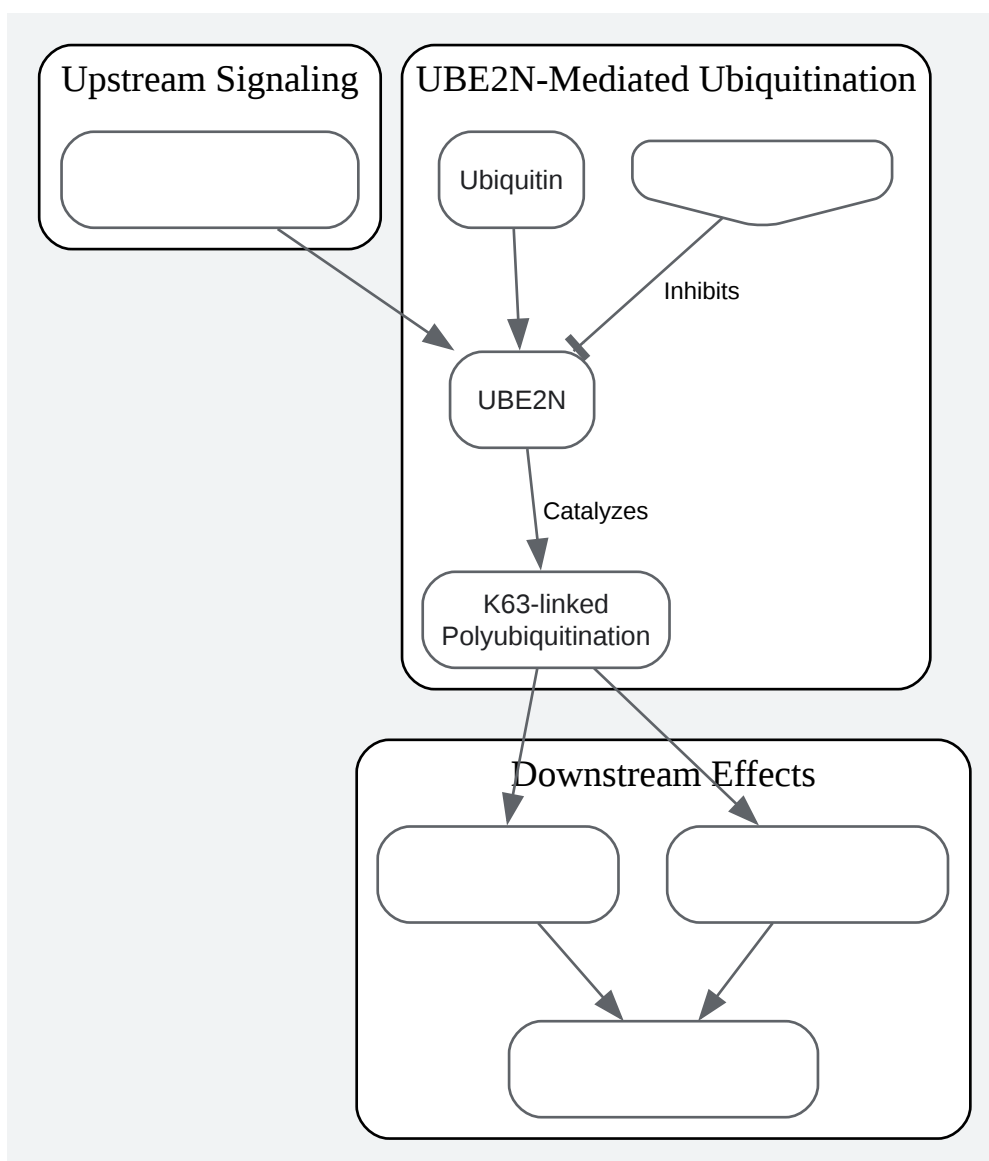 Upstream Signaling
UBE2N-Mediated Ubiquitination
Ubiquitin
Inhibits
UBE2N
Catalyzes
K63-linked
Polyubiquitination
Downstream Effects